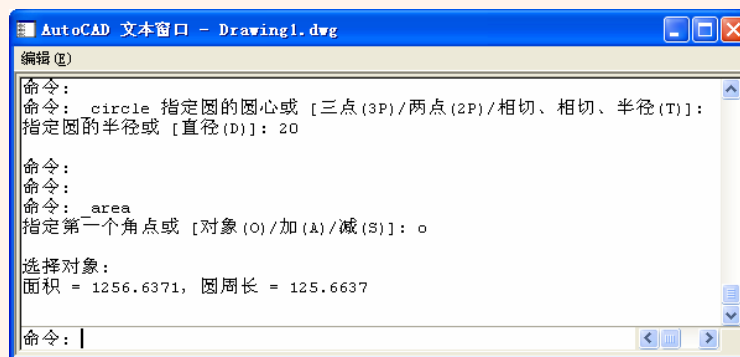 AutoCAD 文本窗口 - Drawing1.dwg
编辑(E)
命令:
命令: _circle 指定圆的圆心或 [三点(3P)/两点(2P)/相切、相切、半径(T)]:
指定圆的半径或 [直径(D)]: 20
命令:
命令:
命令: _area
指定第一个角点或 [对象(O)/加(A)/减(S)]: o
选择对象:
面积 = 1256.6371, 圆周长 = 125.6637
命令: